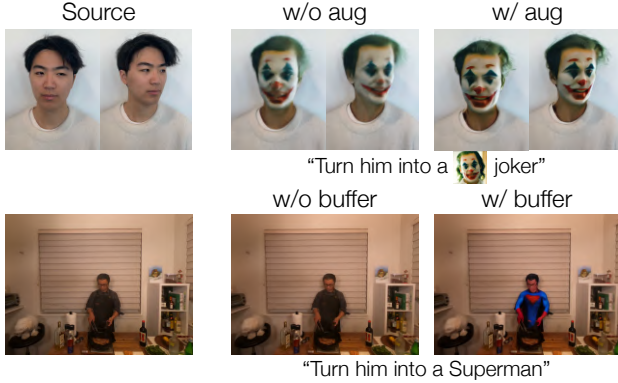 Source w/o aug w/ aug
“Turn him into a joker”
w/o buffer w/ buffer
“Turn him into a Superman”